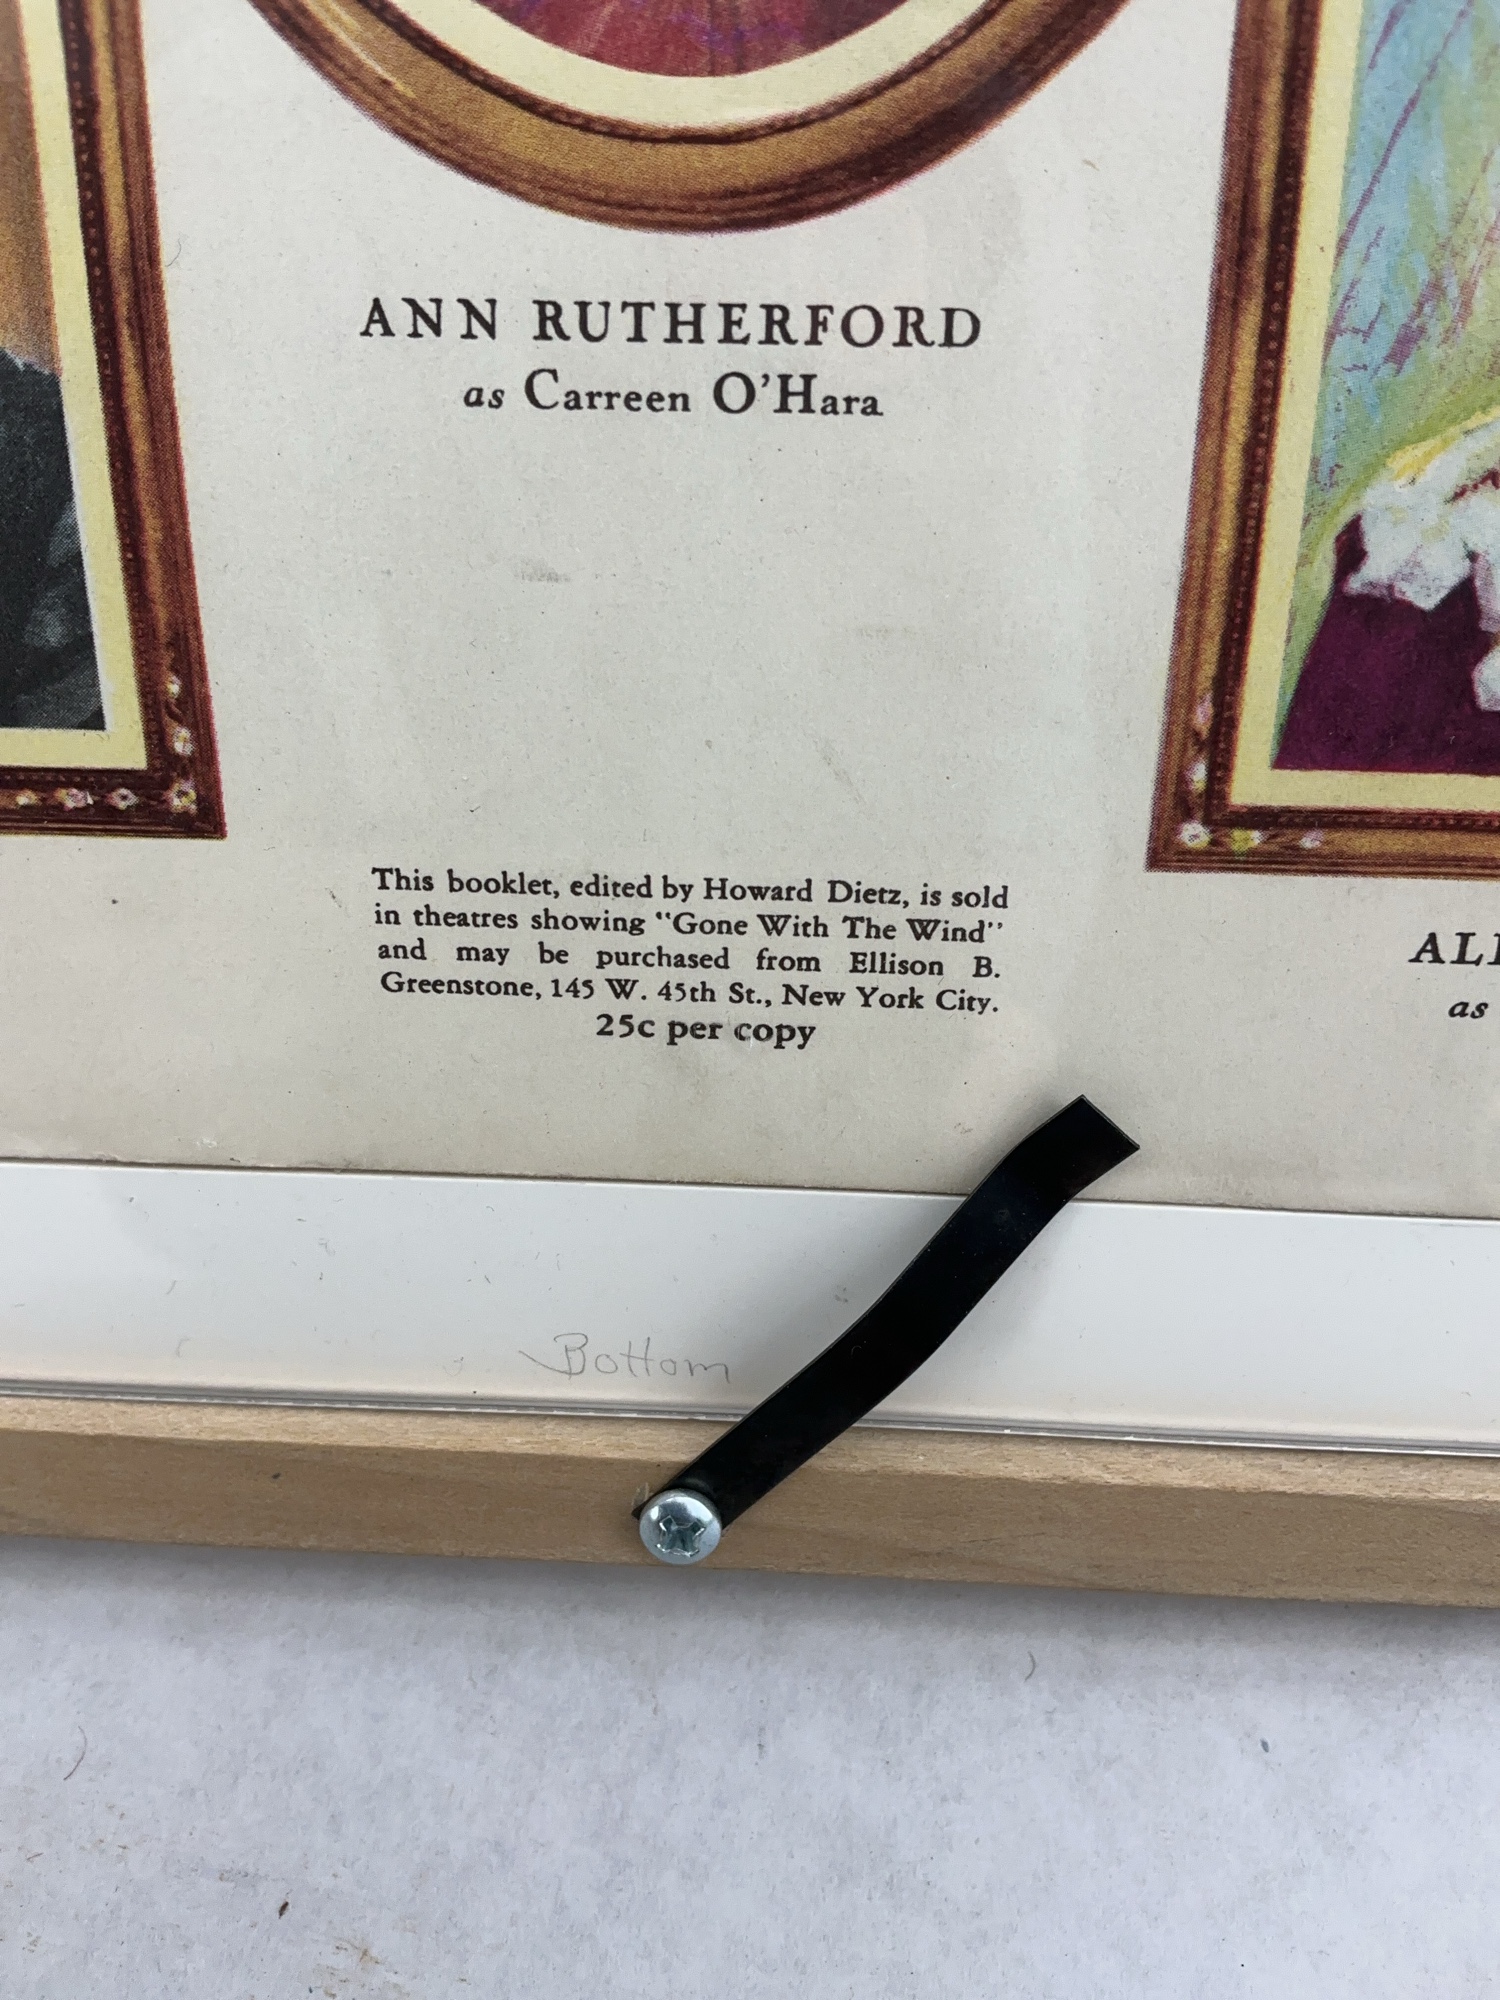 ANN RUTHERFORD
as Carreen O'Hara
This booklet, edited by Howard Dietz, is sold
in theatres showing "Gone With The Wind"
and may be purchased from Ellison B.
Greenstone, 145 W. 45th St., New York City.
25c per copy
as
Bottom